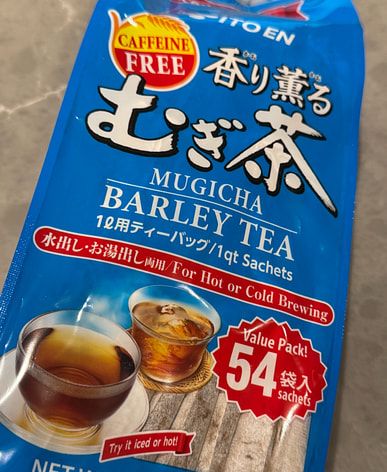 ITO EN
CAFFEINE
FREE
香り薫る
むぎ茶
MUGICHA
BARLEY TEA
1ℓ用ティーバッグ/1qt Sachets
水出し・お湯出し両用/For Hot or Cold Brewing
Value Pack!
54袋入
sachets
Try it iced or hot!
NET